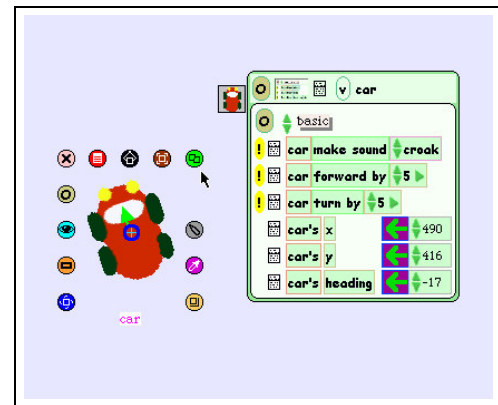 v car
basic
! car make sound croak
! car forward by 5
! car turn by 5
car's x 490
car's y 416
car's heading -17
car